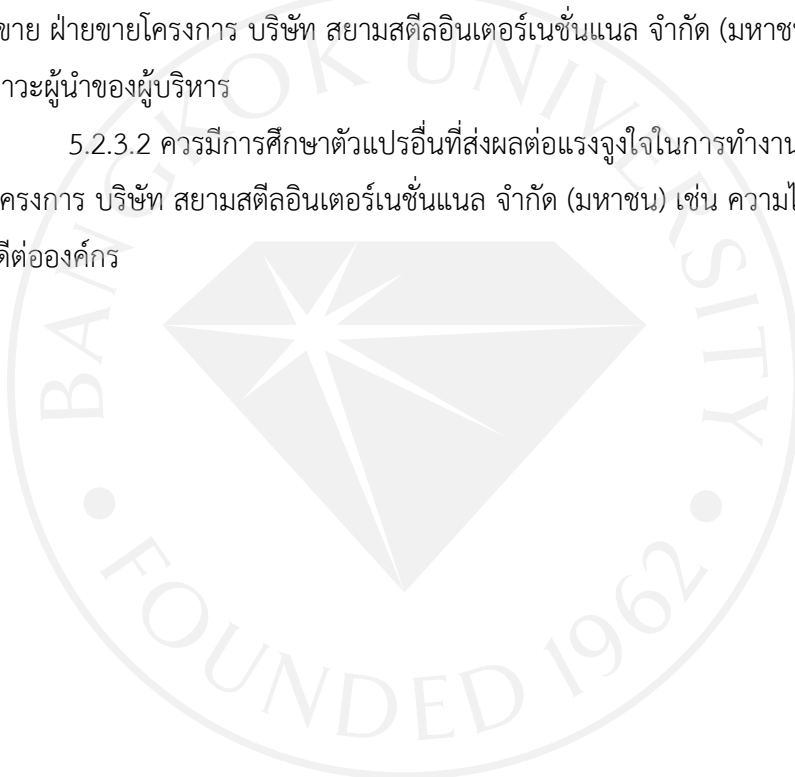 ขาย ฝ่ายขายโครงการ บริษัท สยามสตีลอินเตอร์เนชั่นแนล จำกัด (มหาช
าวะผู้นำของผู้บริหาร
5.2.3.2 ควรมีการศึกษาตัวแปรอื่นที่ส่งผลต่อแรงจูงใจในการทำงาน
ครงการ บริษัท สยามสตีลอินเตอร์เนชั่นแนล จำกัด (มหาชน) เช่น ความไ
ดีต่อองค์กร
BANGKOK UNIVERSITY
FOUNDED 1962